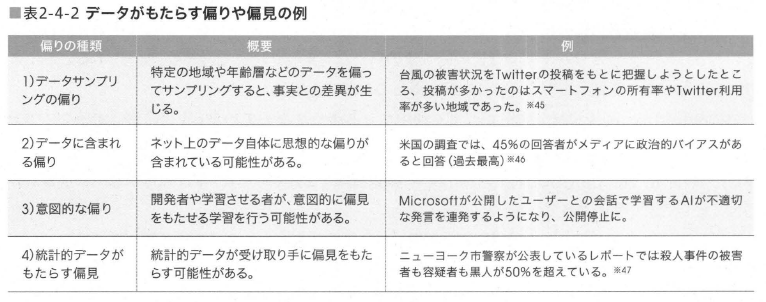 ■表2-4-2 データがもたらす偏りや偏見の例
偏りの種類
概要
例
1)データサンプリ
ングの偏り
特定の地域や年齢層などのデータを偏っ
てサンプリングすると、事実との差異が生
じる。
台風の被害状況をTwitterの投稿をもとに把握しようとしたとこ
ろ、投稿が多かったのはスマートフォンの所有率やTwitter利用
率が多い地域であった。※45
2)データに含まれ
る偏り
ネット上のデータ自体に思想的な偏りが
含まれている可能性がある。
米国の調査では、45%の回答者がメディアに政治的バイアスがあ
ると回答(過去最高)※46
3)意図的な偏り
開発者や学習させる者が、意図的に偏見
をもたせる学習を行う可能性がある。
Microsoftが公開したユーザーとの会話で学習するAIが不適切
な発言を連発するようになり、公開停止に。
4)統計的データが
もたらす偏見
統計的データが受け取り手に偏見をもた
らす可能性がある。
ニューヨーク市警察が公表しているレポートでは殺人事件の被害
者も容疑者も黒人が50%を超えている。※47